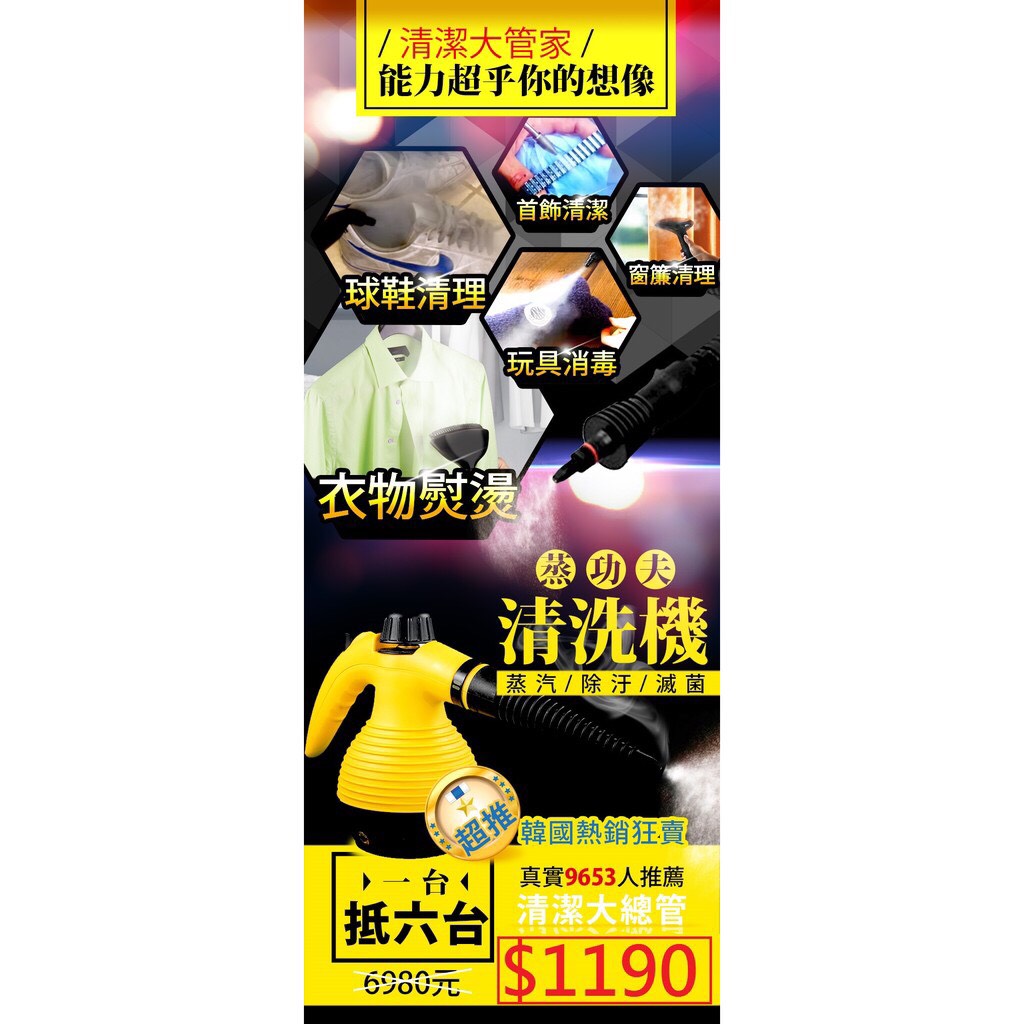 /清潔大管家/
能力超乎你的想像
首飾清潔
窗簾清理
球鞋清理
玩具消毒
衣物熨燙
蒸功夫
清洗機
蒸汽/除汙/滅菌
超推
韓國熱銷狂賣
一台
抵六台
真實9653人推薦
清潔大總管
6980元
$1190